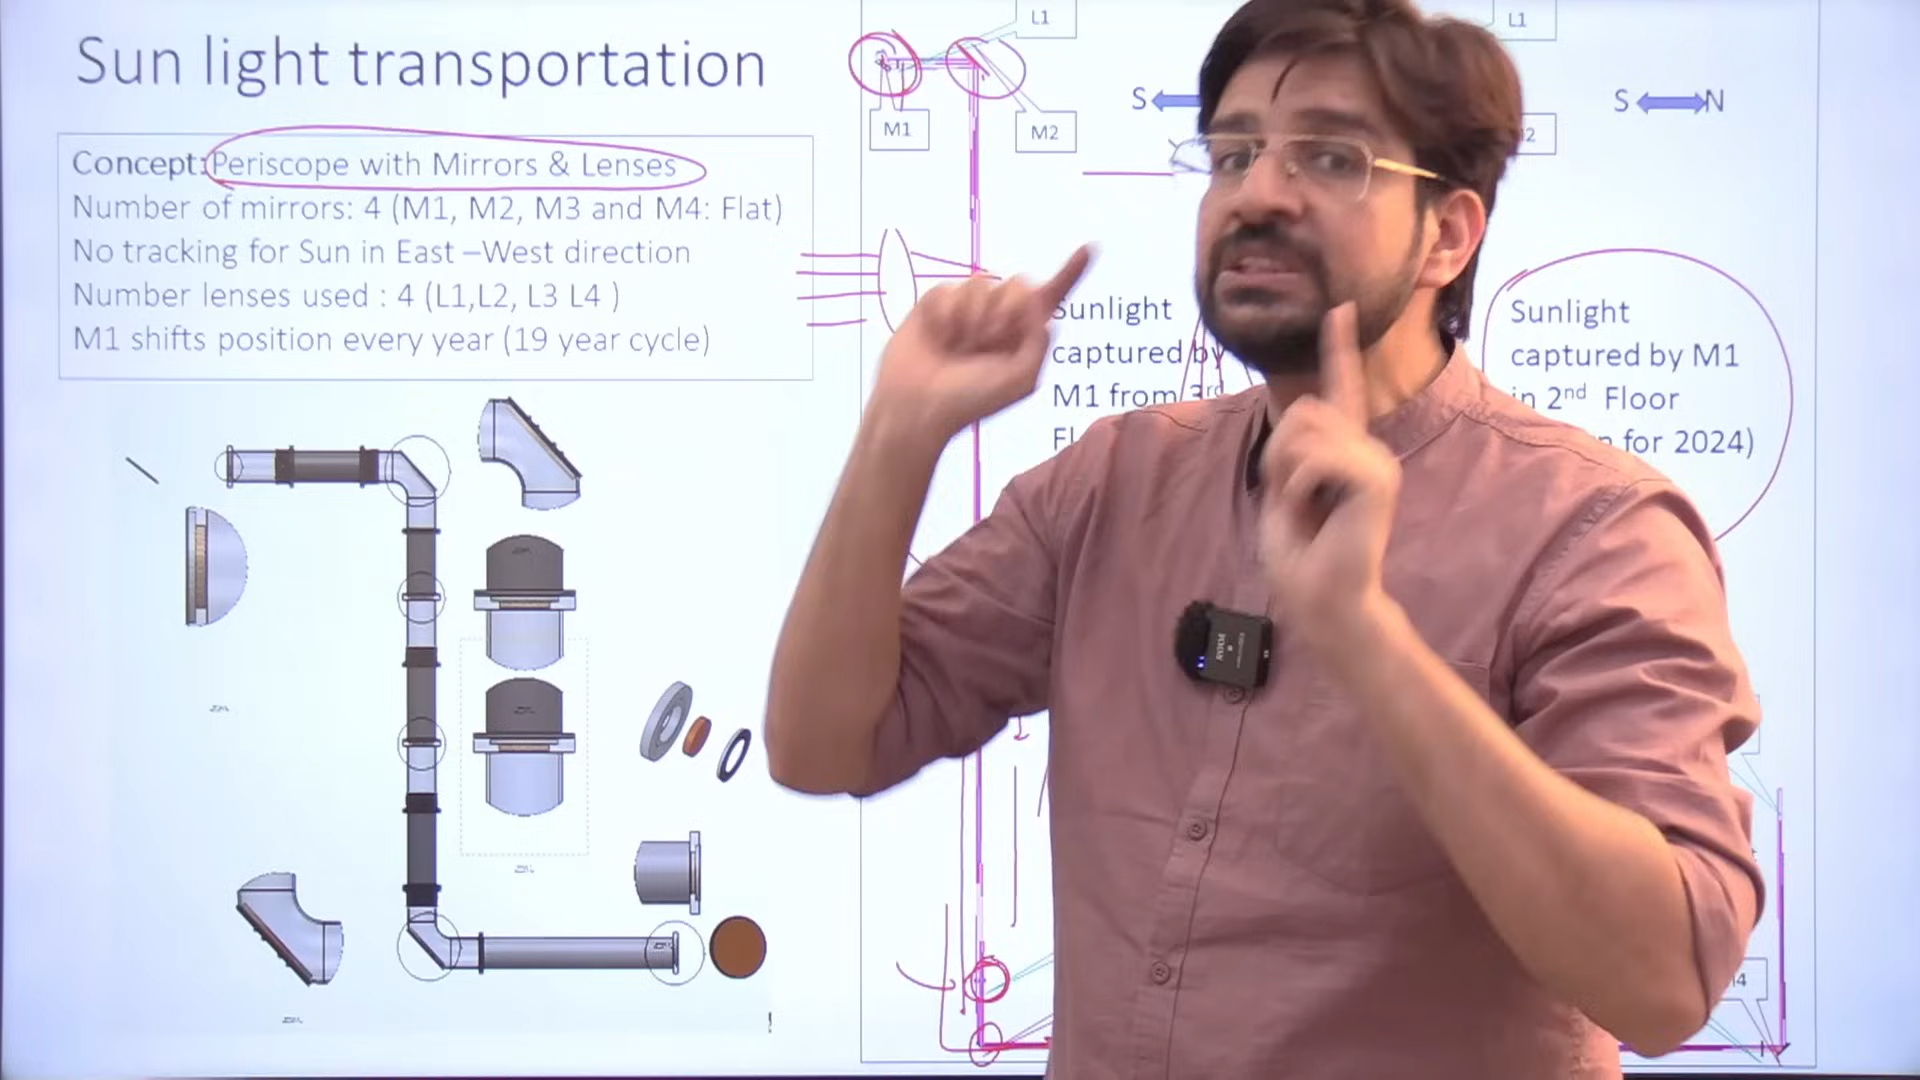 Sun light transportation
Concept: Periscope with Mirrors & Lenses
Number of mirrors: 4 (M1, M2, M3 and M4: Flat)
No tracking for Sun in East –West direction
Number lenses used : 4 (L1,L2, L3 L4 )
M1 shifts position every year (19 year cycle)
L1
L1
M1
M2
S
S
N
Sunlight
captured by
M1 from 3rd
Sunlight
captured by M1
in 2nd Floor
for 2024)